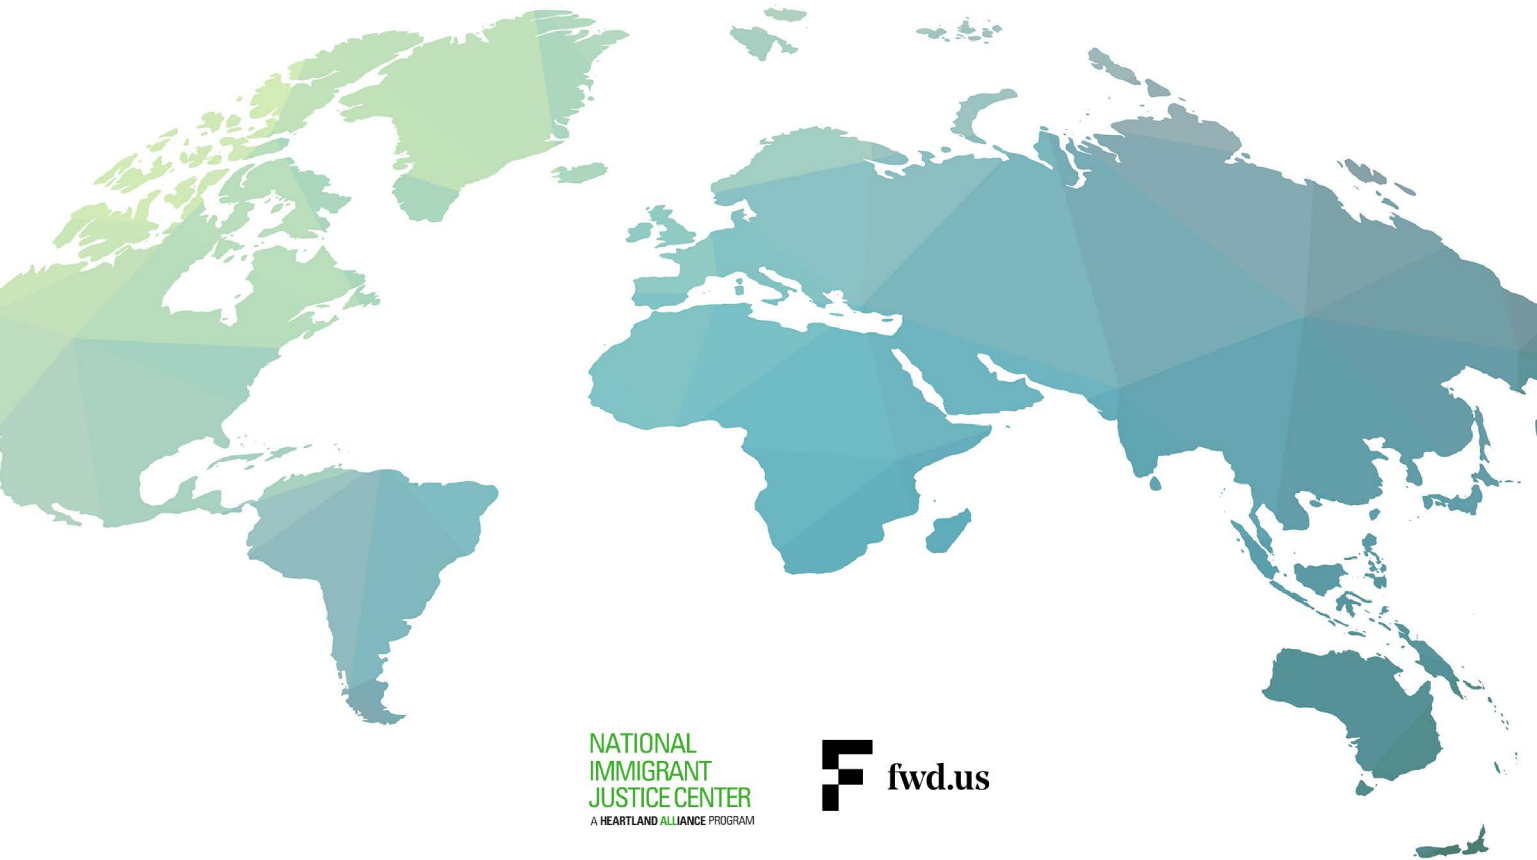 NATIONAL
IMMIGRANT
JUSTICE CENTER
A HEARTLAND ALLIANCE PROGRAM
fwd.us